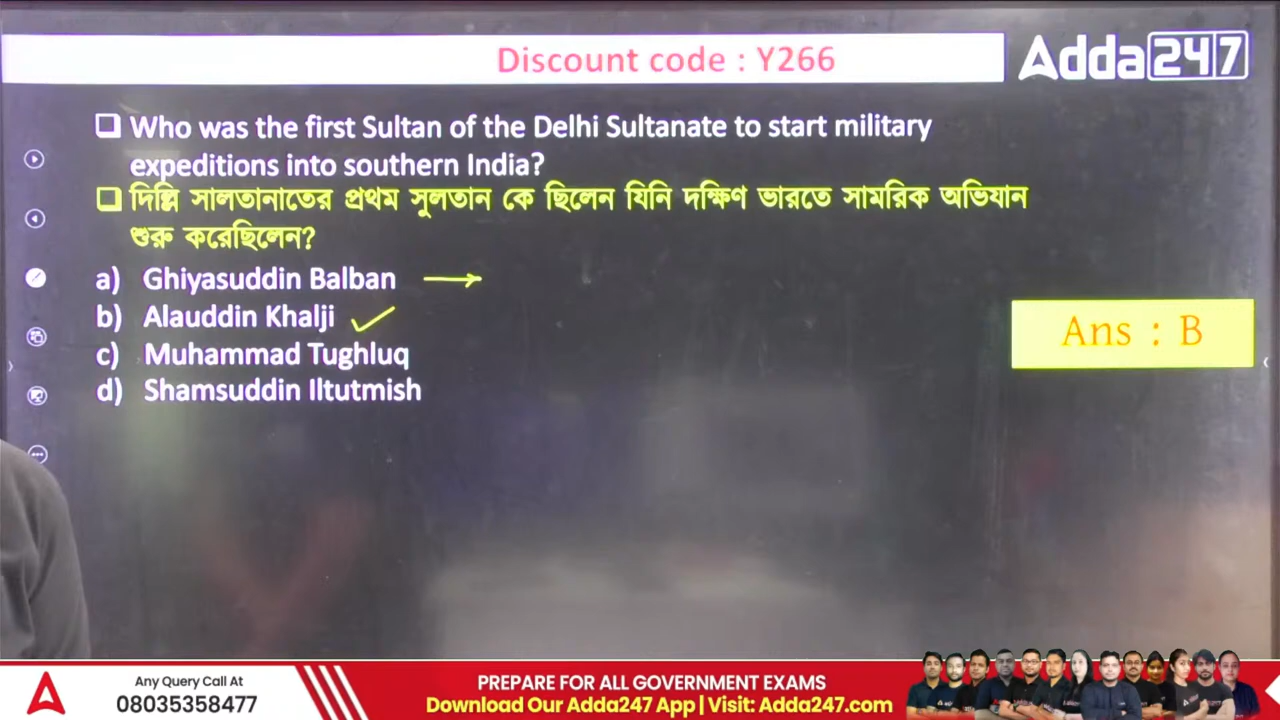 Discount code : Y266
Adda247
Who was the first Sultan of the Delhi Sultanate to start military
expeditions into southern India?
দিল্লি সালতানাতের প্রথম সুলতান কে ছিলেন যিনি দক্ষিণ ভারতে সামরিক অভিযান
শুরু করেছিলেন?
a) Ghiyasuddin Balban
b) Alauddin Khalji
c) Muhammad Tughluq
d) Shamsuddin Iltutmish
Ans : B
Any Query Call At
08035358477
PREPARE FOR ALL GOVERNMENT EXAMS
Download Our Adda247 App | Visit: Adda247.com